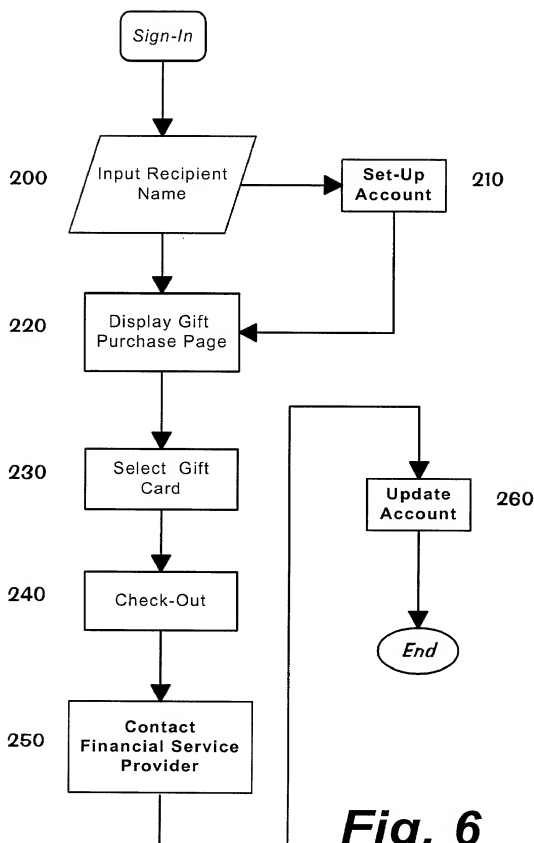 Sign-In
200
Input Recipient
Name
Set-Up
Account
210
220
Display Gift
Purchase Page
230
Select Gift
Card
Update
Account
260
240
Check-Out
End
250
Contact
Financial Service
Provider
Fig. 6